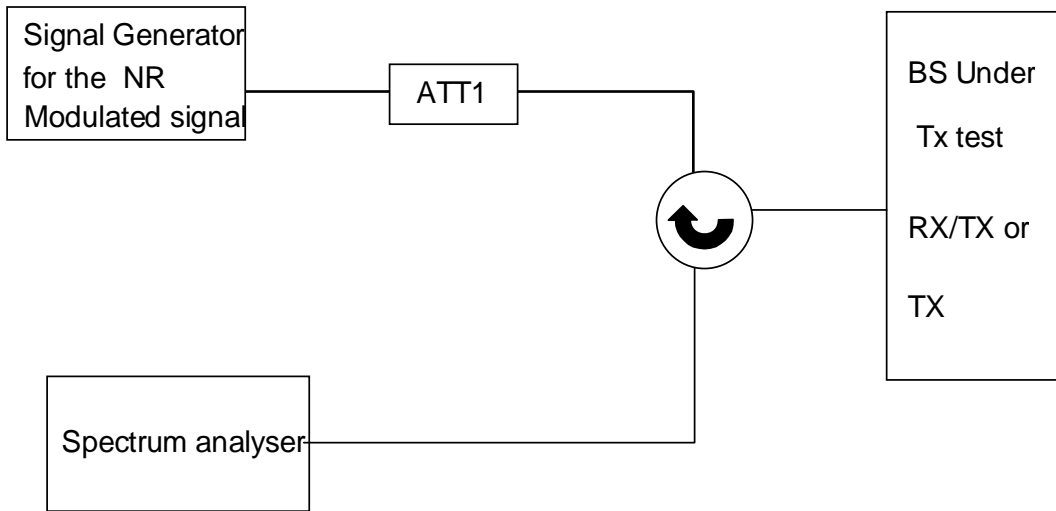 Signal Generator
for the NR
Modulated signal
ATT1
BS Under
Tx test
RX/TX or
TX
Spectrum analyser